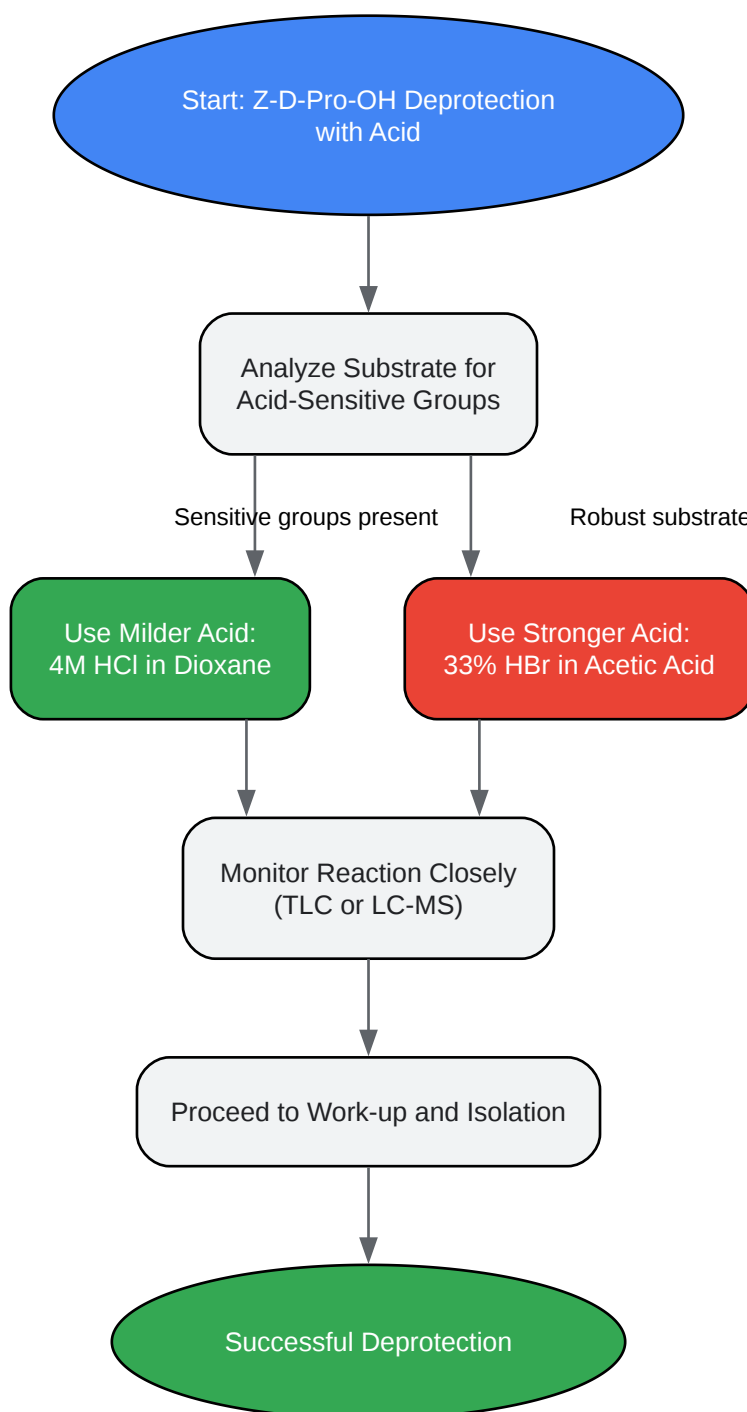 Start: Z-D-Pro-OH Deprotection
with Acid
Analyze Substrate for
Acid-Sensitive Groups
Sensitive groups present
Robust substrate
Use Milder Acid:
4M HCl in Dioxane
Use Stronger Acid:
33% HBr in Acetic Acid
Monitor Reaction Closely
(TLC or LC-MS)
Proceed to Work-up and Isolation
Successful Deprotection